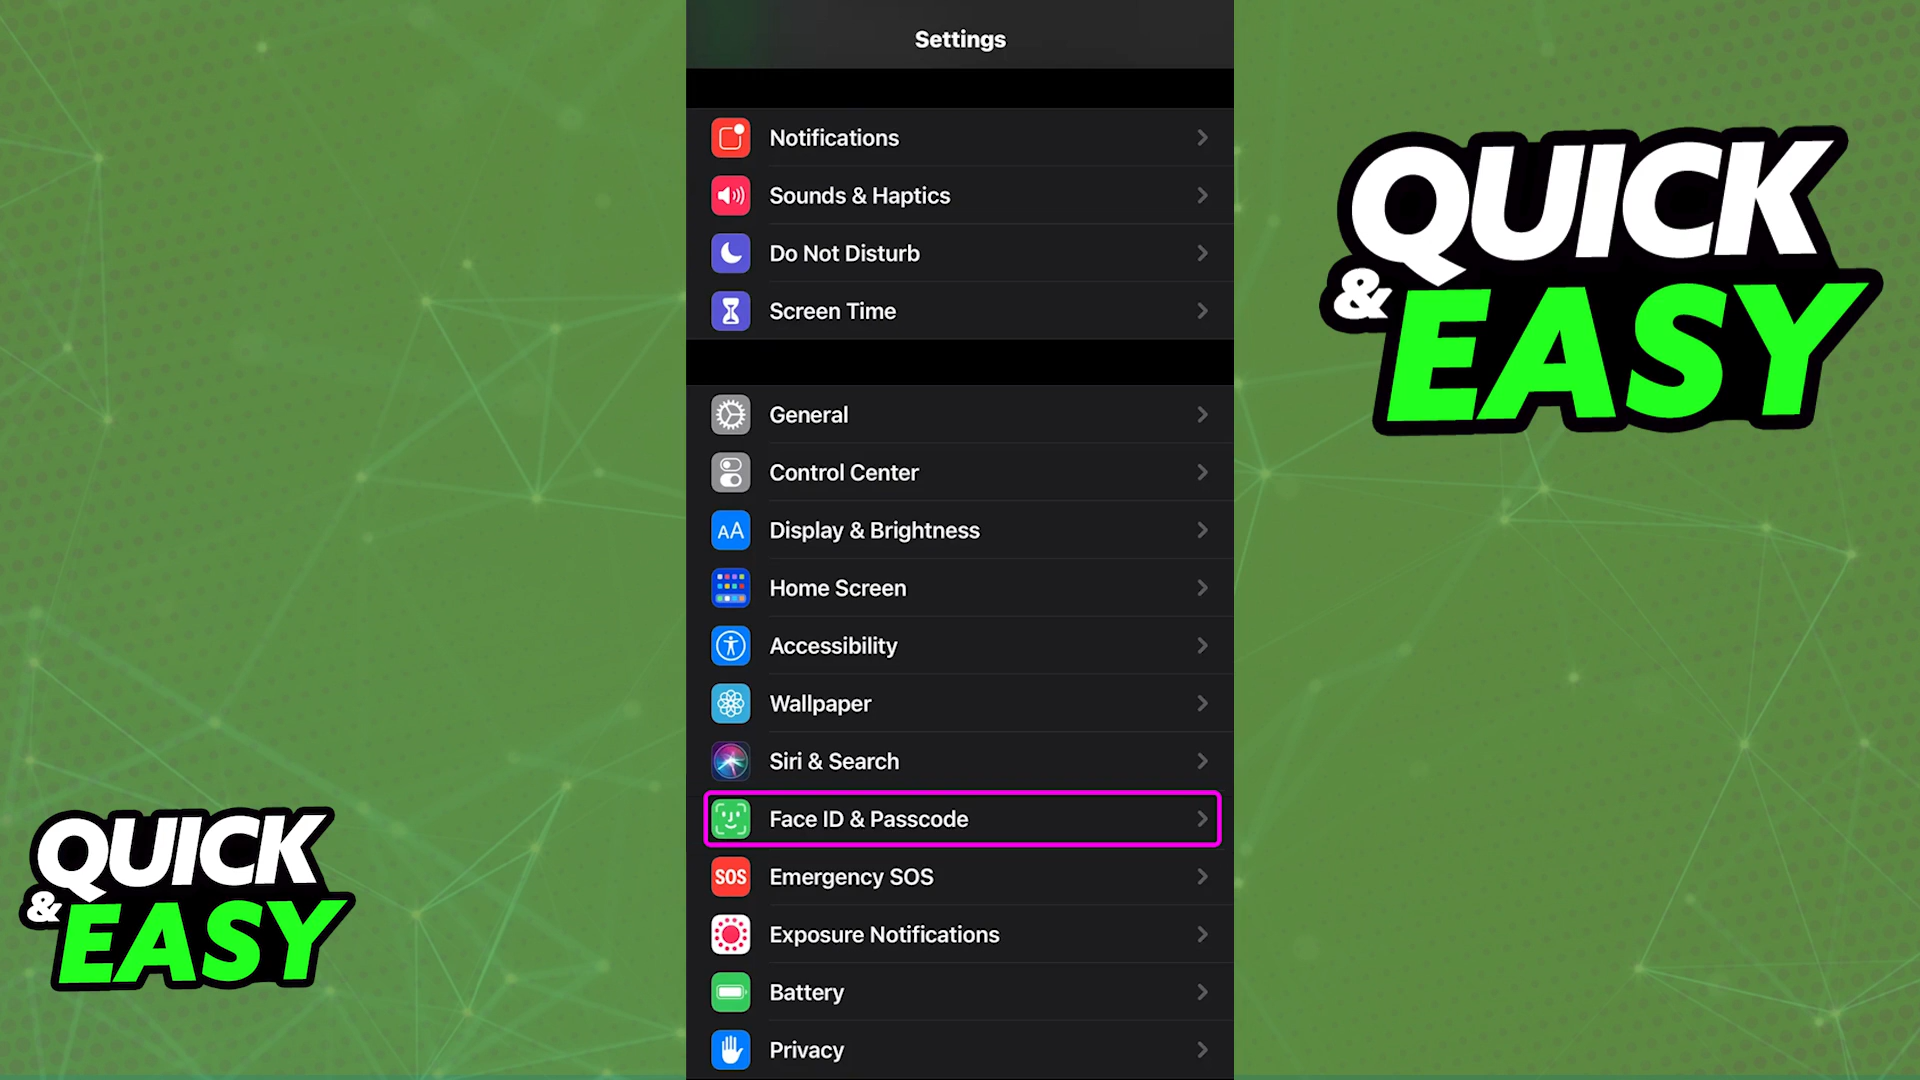 Settings
Notifications
Sounds & Haptics
Do Not Disturb
Screen Time
General
Control Center
AA
Display & Brightness
Home Screen
Accessibility
Wallpaper
Siri & Search
Face ID & Passcode
SOS
Emergency SOS
Exposure Notifications
Battery
Privacy
QUICK
& EASY
QUICK
& EASY